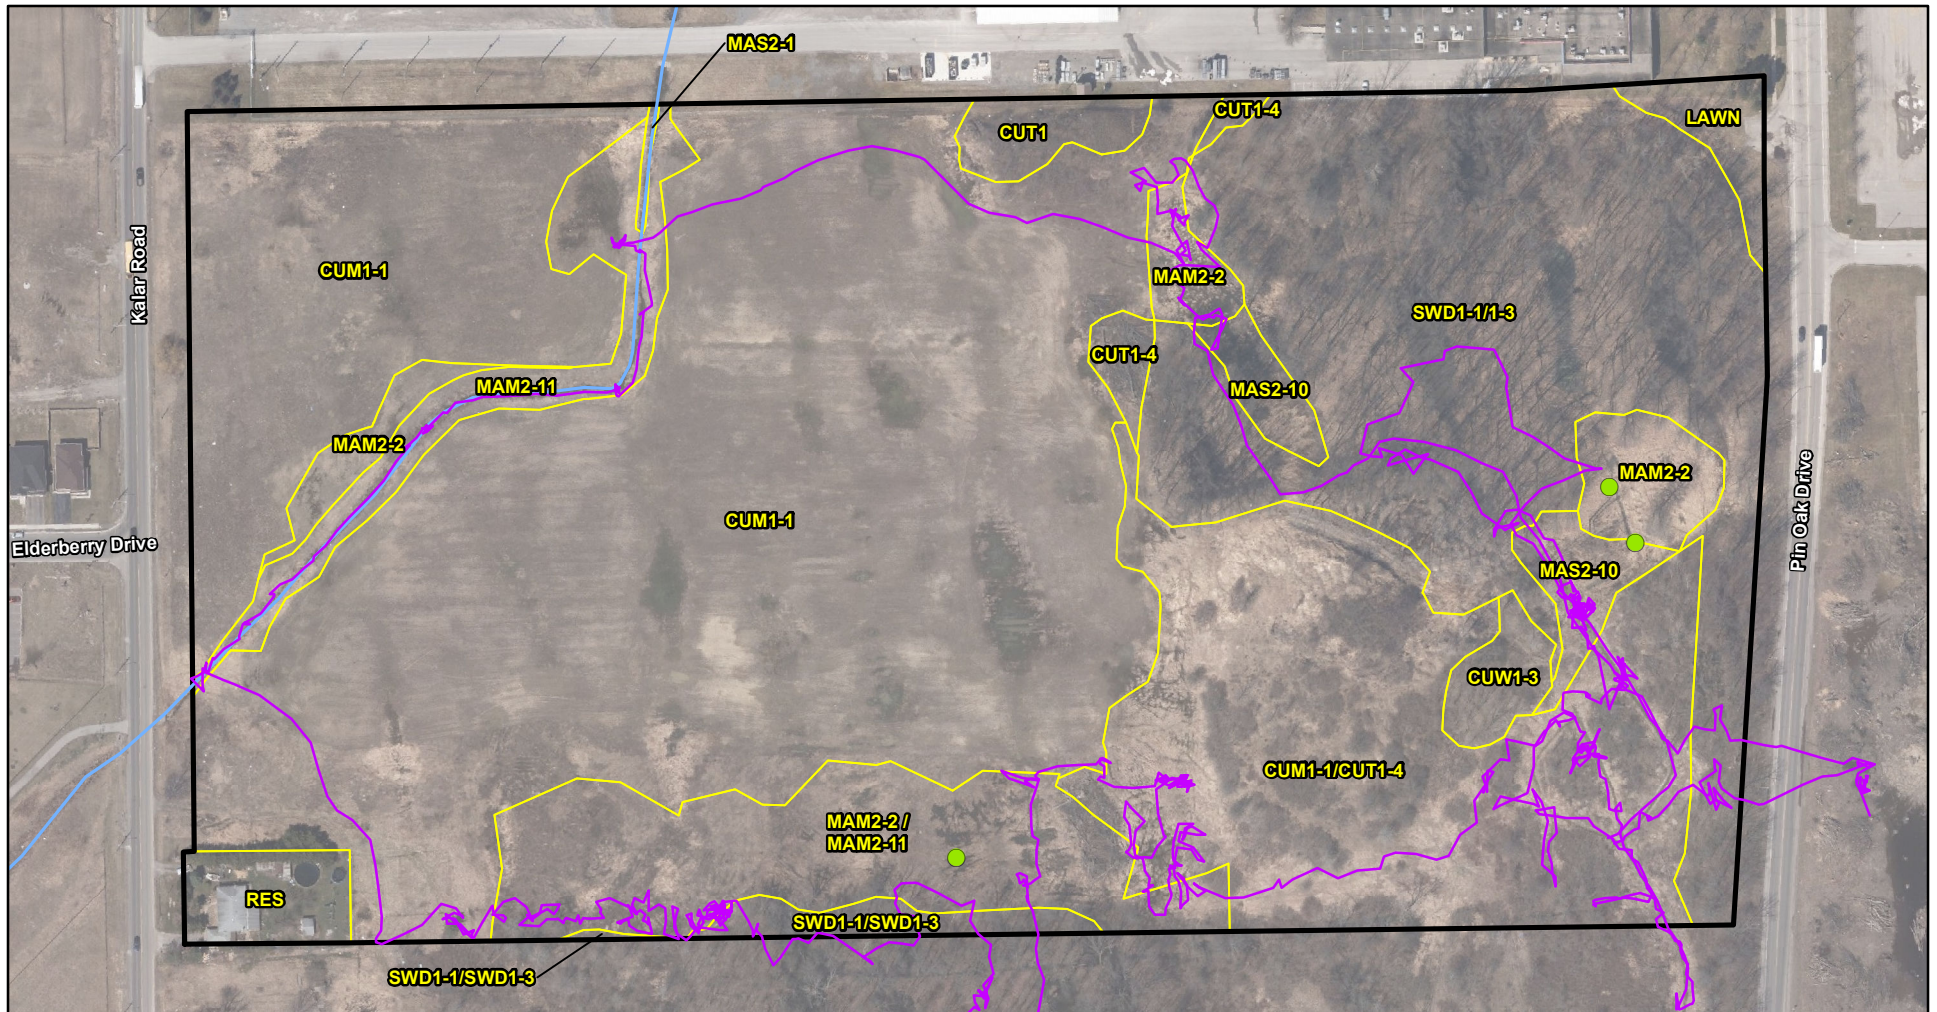 MAS2-1
CUT1-4
LAWN
CUT1
Kalar Road
CUM1-1
MAM2-2
SWD1-1/1-3
CUT1-4
MAM2-11
MAS2-10
MAM2-2
MAM2-2
Pin Oak Drive
CUM1-1
Elderberry Drive
MAS2-10
CUW1-3
CUM1-1/CUT1-4
MAM2-2 /
MAM2-11
RES
SWD1-1/SWD1-3
SWD1-1/SWD1-3